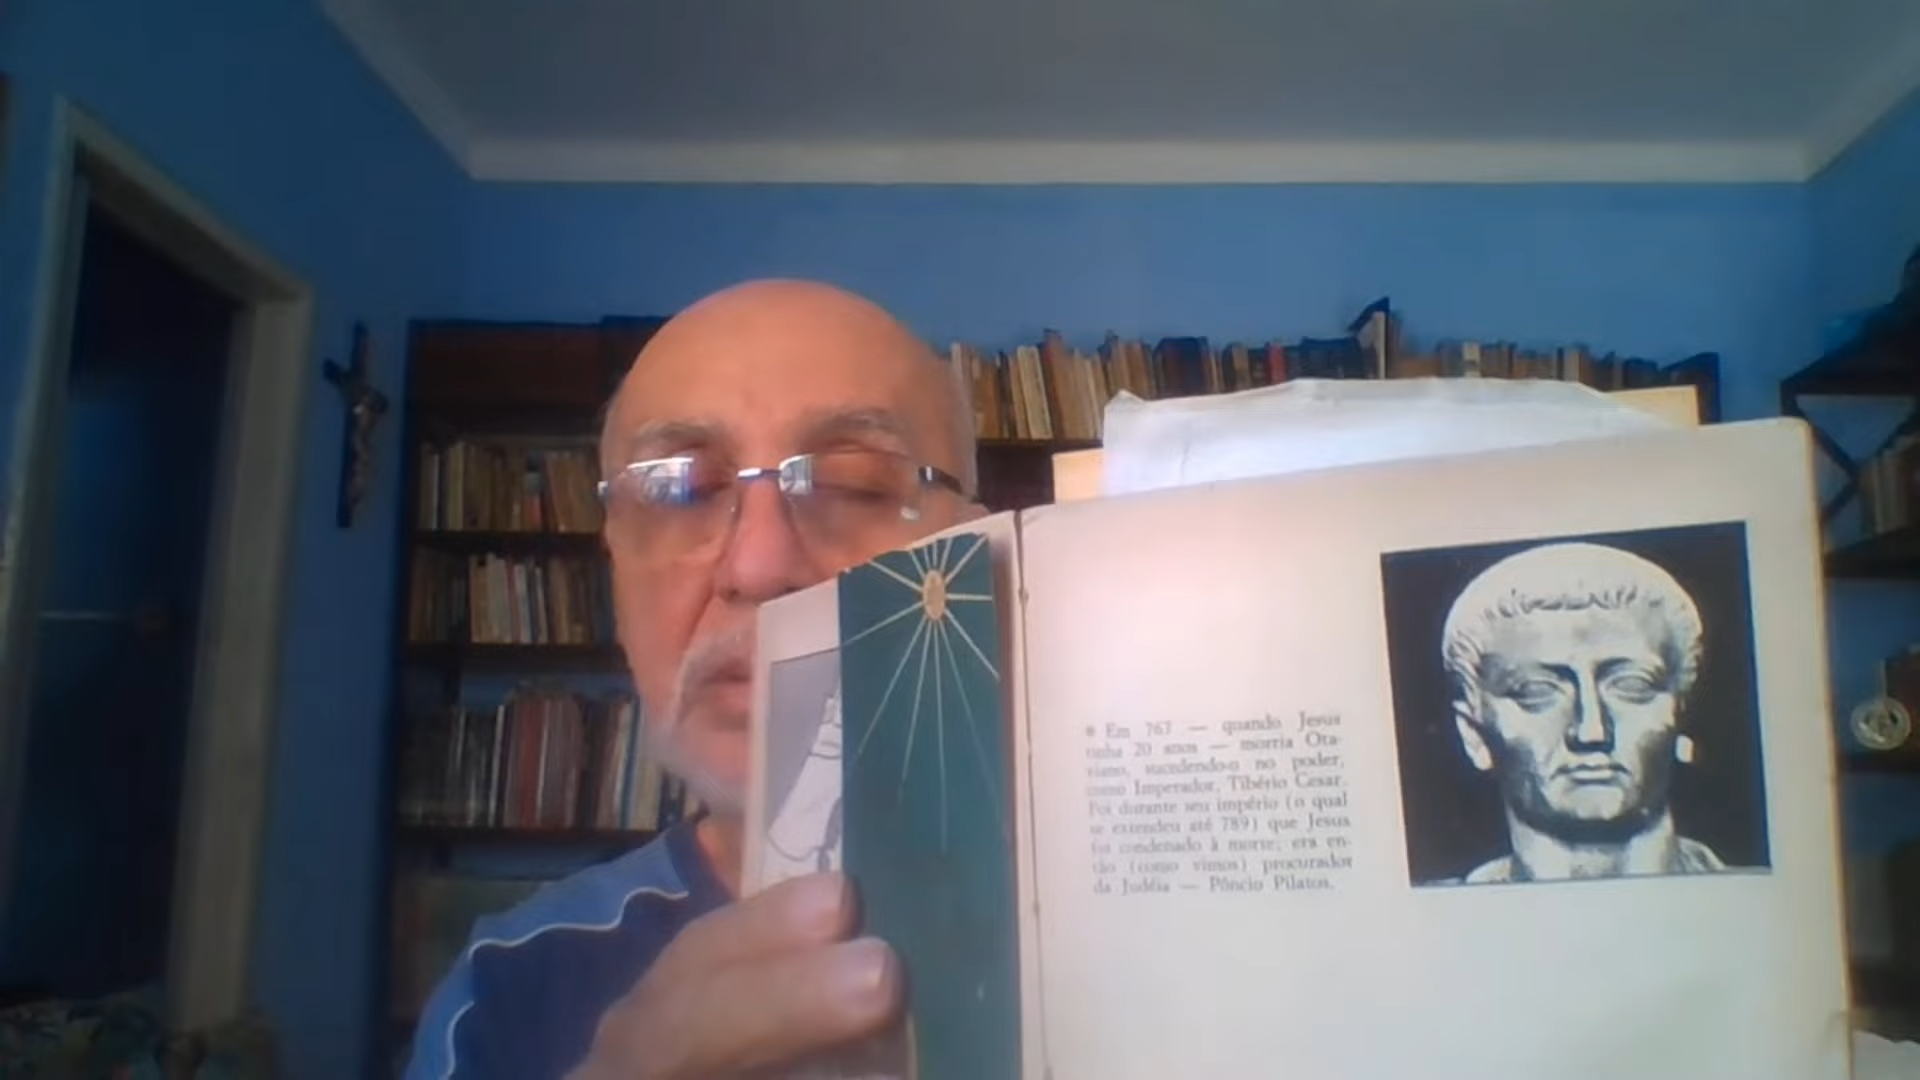 * Em 767 — quando Jesus
tinha 20 anos — morria Ota-
viano, sucedendo-o no poder,
como Imperador, Tibério Cesar.
Foi durante seu império (o qual
se extendeu até 789) que Jesus
foi condenado à morte; era en-
tão (como vimos) procurador
da Judéia — Pôncio Pilatos.